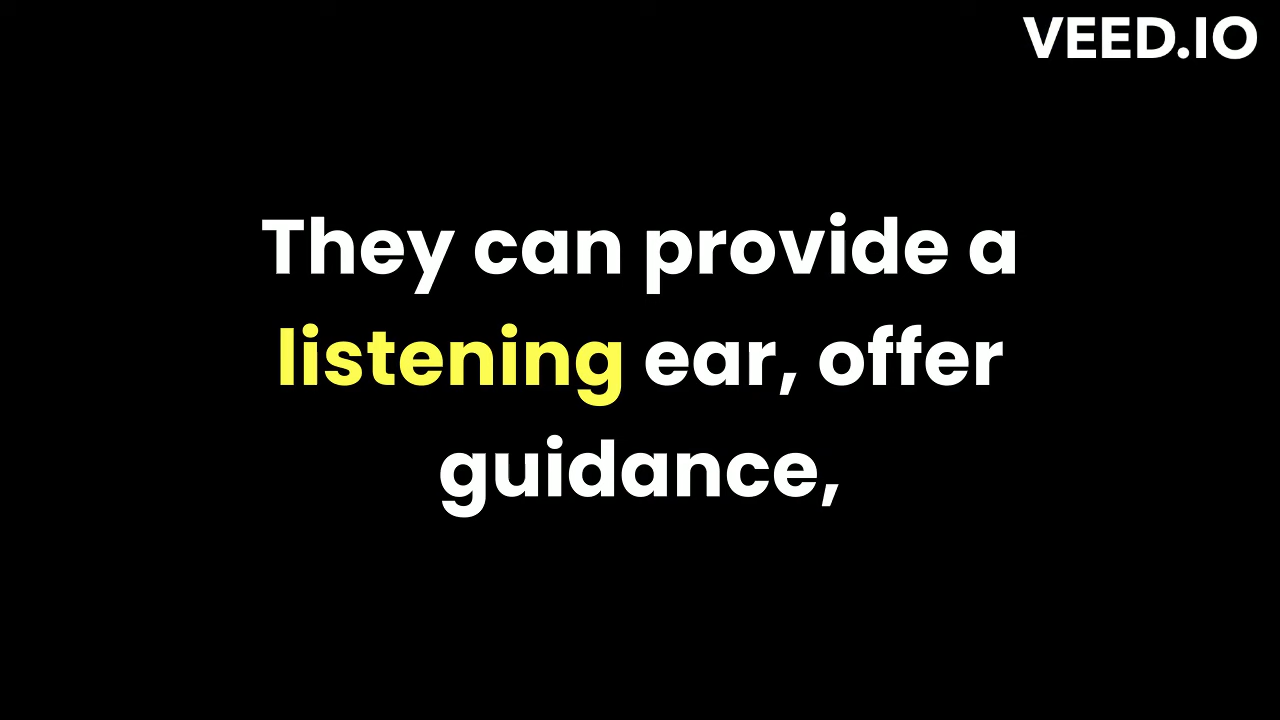 VEED.IO
They can provide a
listening ear, offer
guidance,